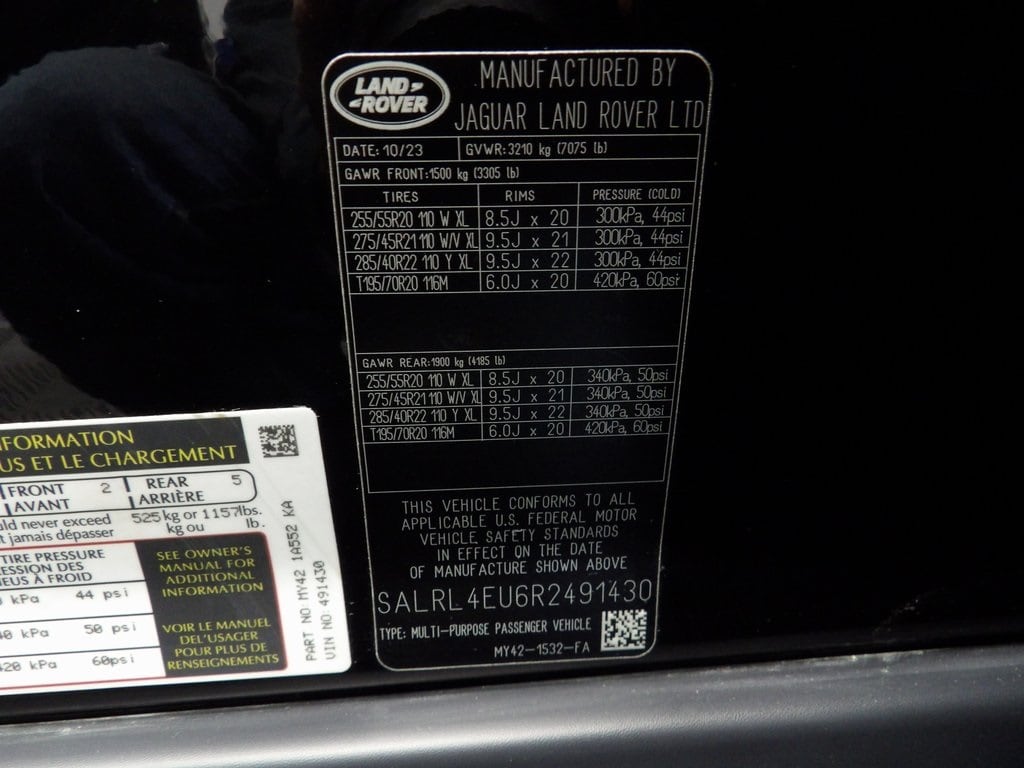 LAND ROVER
MANUFACTURED BY
JAGUAR LAND ROVER LTD
DATE: 10/23 GVWR:3210 kg (7075 lb)
GAWR FRONT:1500 kg (3305 lb)
TIRES RIMS PRESSURE (COLD)
255/55R20 110 W XL 8.5J x 20 300kPa, 44psi
275/45R21 110 W/V XL 9.5J x 21 300kPa, 44psi
285/40R22 110 Y XL 9.5J x 22 300kPa, 44psi
T195/70R20 116M 6.0J x 20 420kPa, 60psi
GAWR REAR:1900 kg (4185 lb)
255/55R20 110 W XL 8.5J x 20 340kPa, 50psi
275/45R21 110 W/V XL 9.5J x 21 340kPa, 50psi
285/40R22 110 Y XL 9.5J x 22 340kPa, 50psi
T195/70R20 116M 6.0J x 20 420kPa, 60psi
THIS VEHICLE CONFORMS TO ALL
APPLICABLE U.S. FEDERAL MOTOR
VEHICLE SAFETY STANDARDS
IN EFFECT ON THE DATE
OF MANUFACTURE SHOWN ABOVE
SALRL4EU6R2491430
TYPE: MULTI-PURPOSE PASSENGER VEHICLE
MY42-1532-FA
FORMATION
US ET LE CHARGEMENT
FRONT 2 REAR 5
AVANT ARRIÈRE
uld never exceed 525 kg or 1157 lbs.
t jamais dépasser kg ou lb.
TIRE PRESSURE
ESSION DES
NEUS À FROID
kPa 44 psi
40 kPa 50 psi
420 kPa 60psi
SEE OWNER'S
MANUAL FOR
ADDITIONAL
INFORMATION
VOIR LE MANUEL
DEL'USAGER
POUR PLUS DE
RENSEIGNEMENTS
PART NO:MY42 1A552 KA
VIN NO:491430